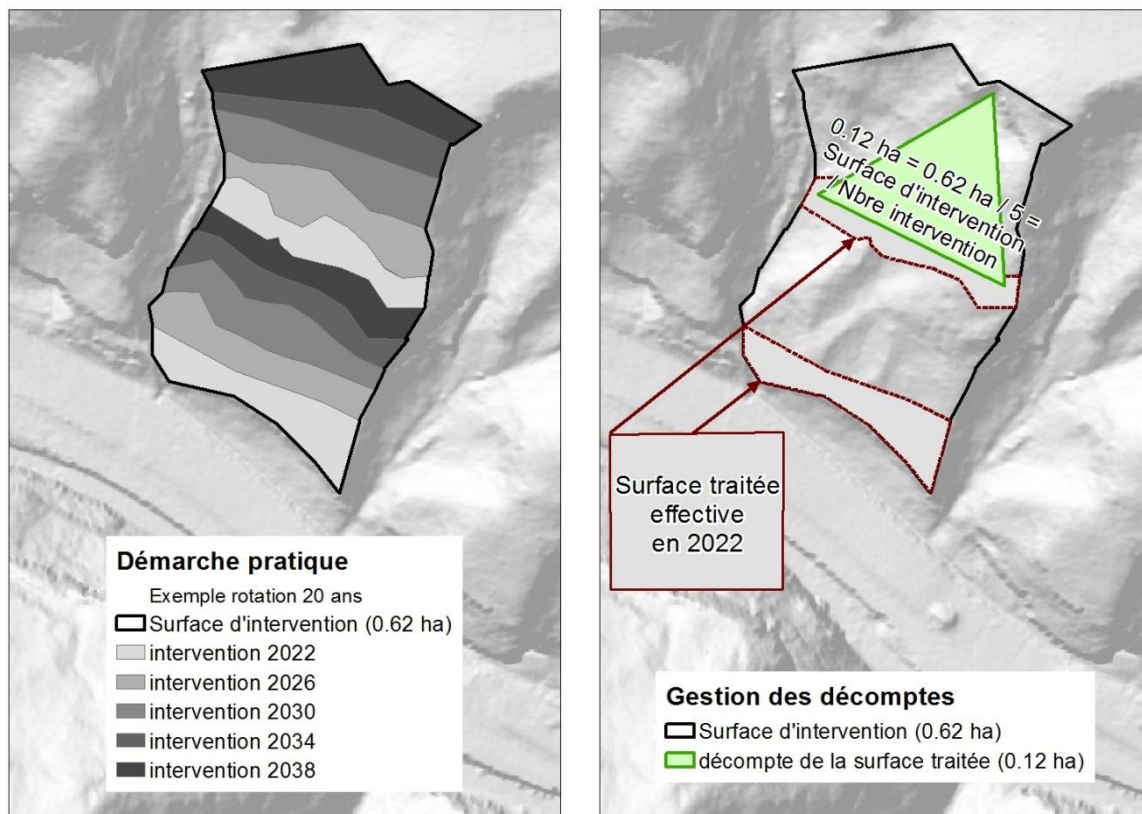 Démarche pratique
Exemple rotation 20 ans
Surface d'intervention (0.62 ha)
intervention 2022
intervention 2026
intervention 2030
intervention 2034
intervention 2038
0.12 ha = 0.62 ha / 5 =
Surface d'intervention
/ Nbre intervention
Surface traitée
effective
en 2022
Gestion des décomptes
Surface d'intervention (0.62 ha)
décompte de la surface traitée (0.12 ha)